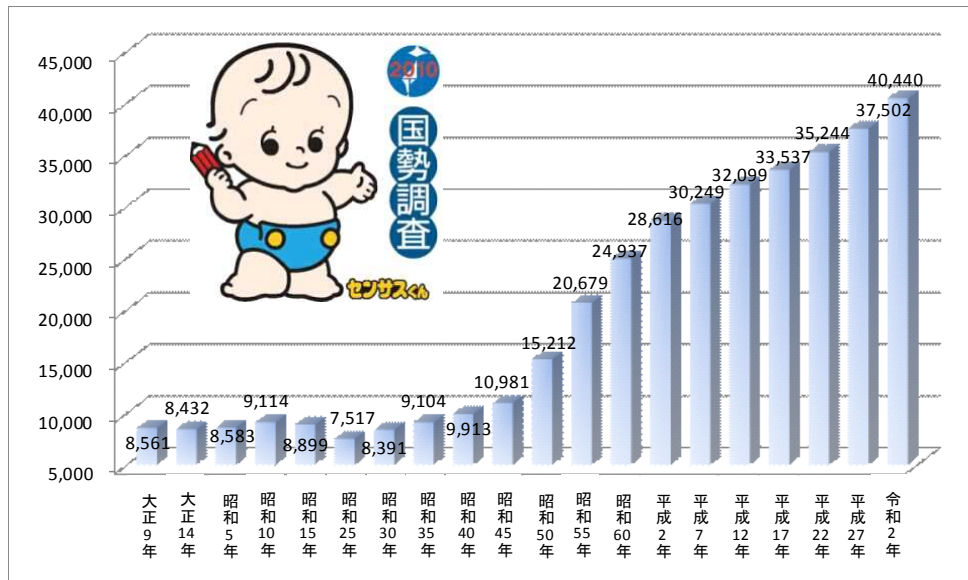 45,000
40,000
35,000
30,000
25,000
20,000
15,000
10,000
5,000
2010
国勢調査
センサスくん
8,561
8,432
8,583
9,114
8,899
7,517
8,391
9,104
9,913
10,981
15,212
20,679
24,937
28,616
30,249
32,099
33,537
35,244
37,502
40,440
大正9年
大正14年
昭和5年
昭和10年
昭和15年
昭和25年
昭和30年
昭和35年
昭和40年
昭和45年
昭和50年
昭和55年
昭和60年
平成2年
平成7年
平成12年
平成17年
平成22年
平成27年
令和2年